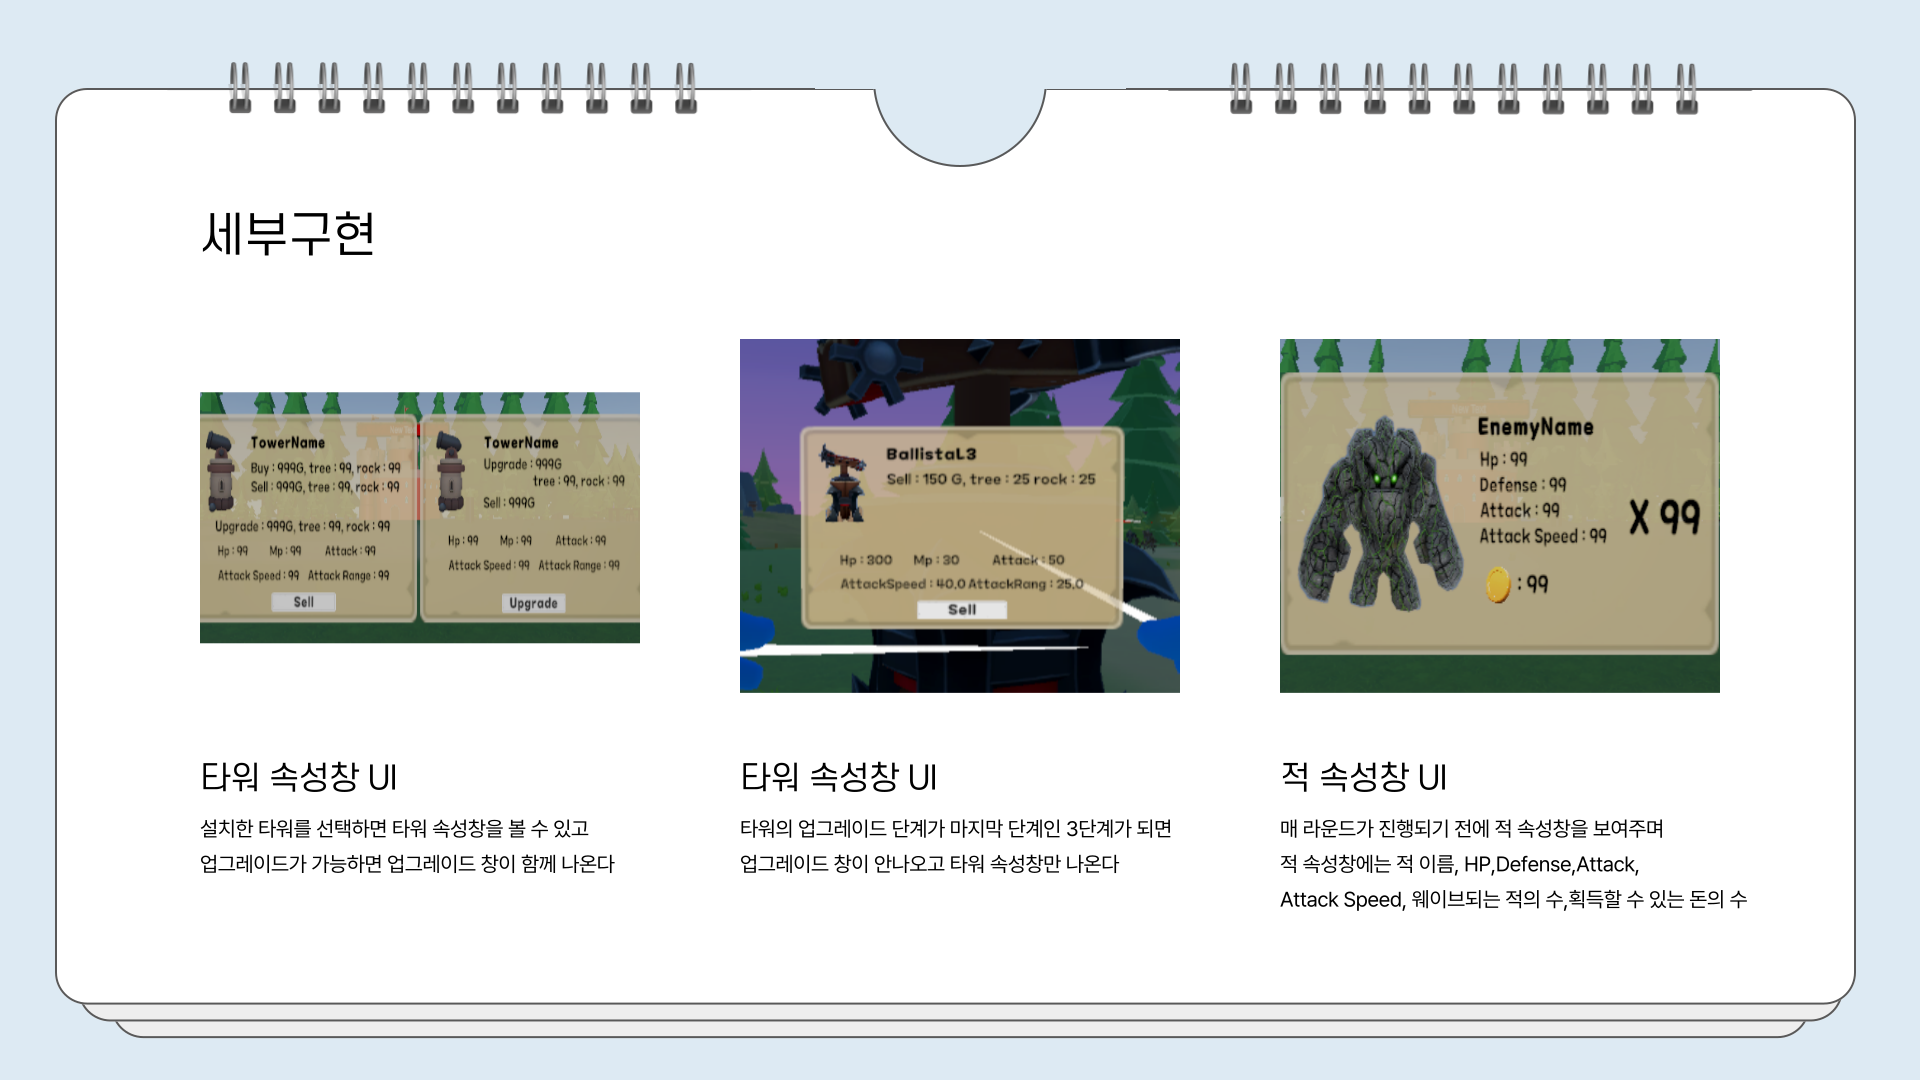 세부구현
TowerName
Buy : 999G, tree : 99, rock : 99
Sell : 999G, tree : 99, rock : 99
Upgrade : 999G, tree : 99, rock : 99
Hp : 99 Mp : 99 Attack : 99
Attack Speed : 99 Attack Range : 99
Sell
TowerName
Upgrade : 999G
tree : 99, rock : 99
Sell : 999G
Hp : 99 Mp : 99 Attack : 99
Attack Speed : 99 Attack Range : 99
Upgrade
BallistaL3
Sell : 150 G, tree : 25 rock : 25
Hp : 300 Mp : 30 Attack : 50
AttackSpeed : 40.0 AttackRang : 25.0
Sell
EnemyName
Hp : 99
Defense : 99
Attack : 99
Attack Speed : 99
X 99
: 99
타워 속성창 UI
설치한 타워를 선택하면 타워 속성창을 볼 수 있고
업그레이드가 가능하면 업그레이드 창이 함께 나온다
타워 속성창 UI
타워의 업그레이드 단계가 마지막 단계인 3단계가 되면
업그레이드 창이 안나오고 타워 속성창만 나온다
적 속성창 UI
매 라운드가 진행되기 전에 적 속성창을 보여주며
적 속성창에는 적 이름, HP,Defense,Attack,
Attack Speed, 웨이브되는 적의 수,획득할 수 있는 돈의 수